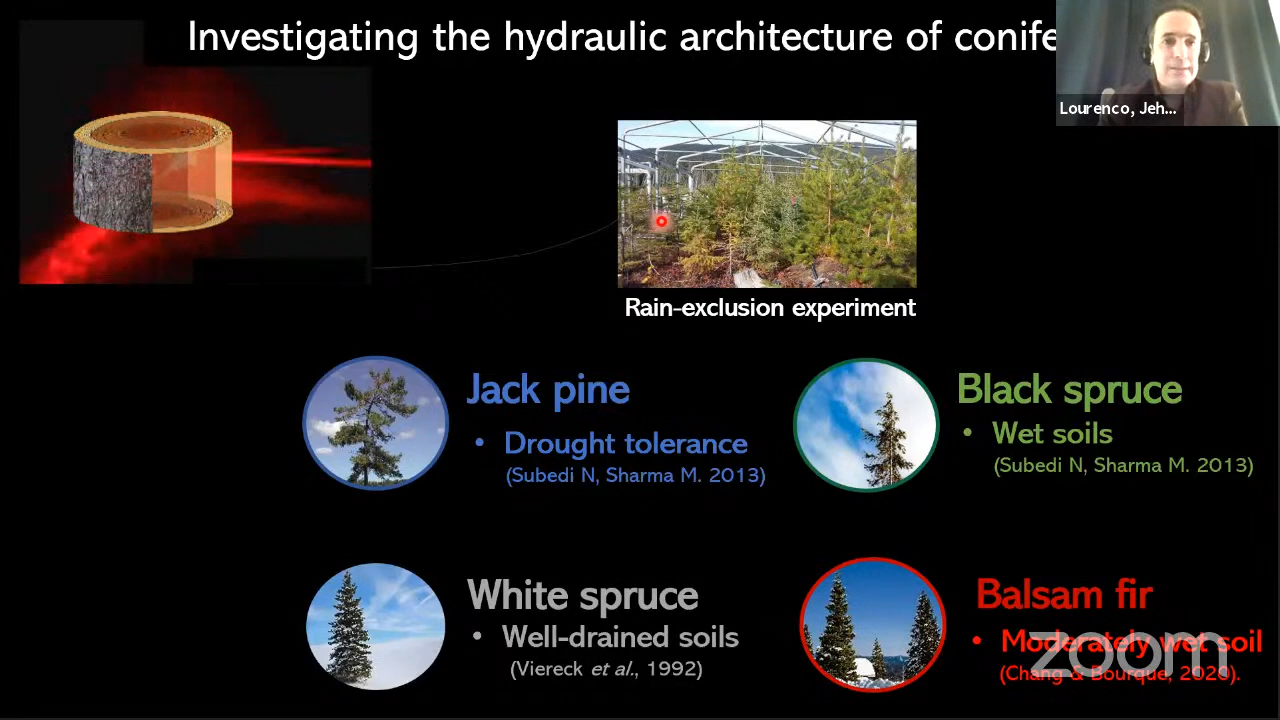 Investigating the hydraulic architecture of conife
Lourenco, Jeh...
Rain-exclusion experiment
Jack pine
• Drought tolerance
(Subedi N, Sharma M. 2013)
Black spruce
• Wet soils
(Subedi N, Sharma M. 2013)
White spruce
• Well-drained soils
(Viereck et al., 1992)
Balsam fir
• Moderately wet soil
(Chang & Bourque, 2020).
zoom